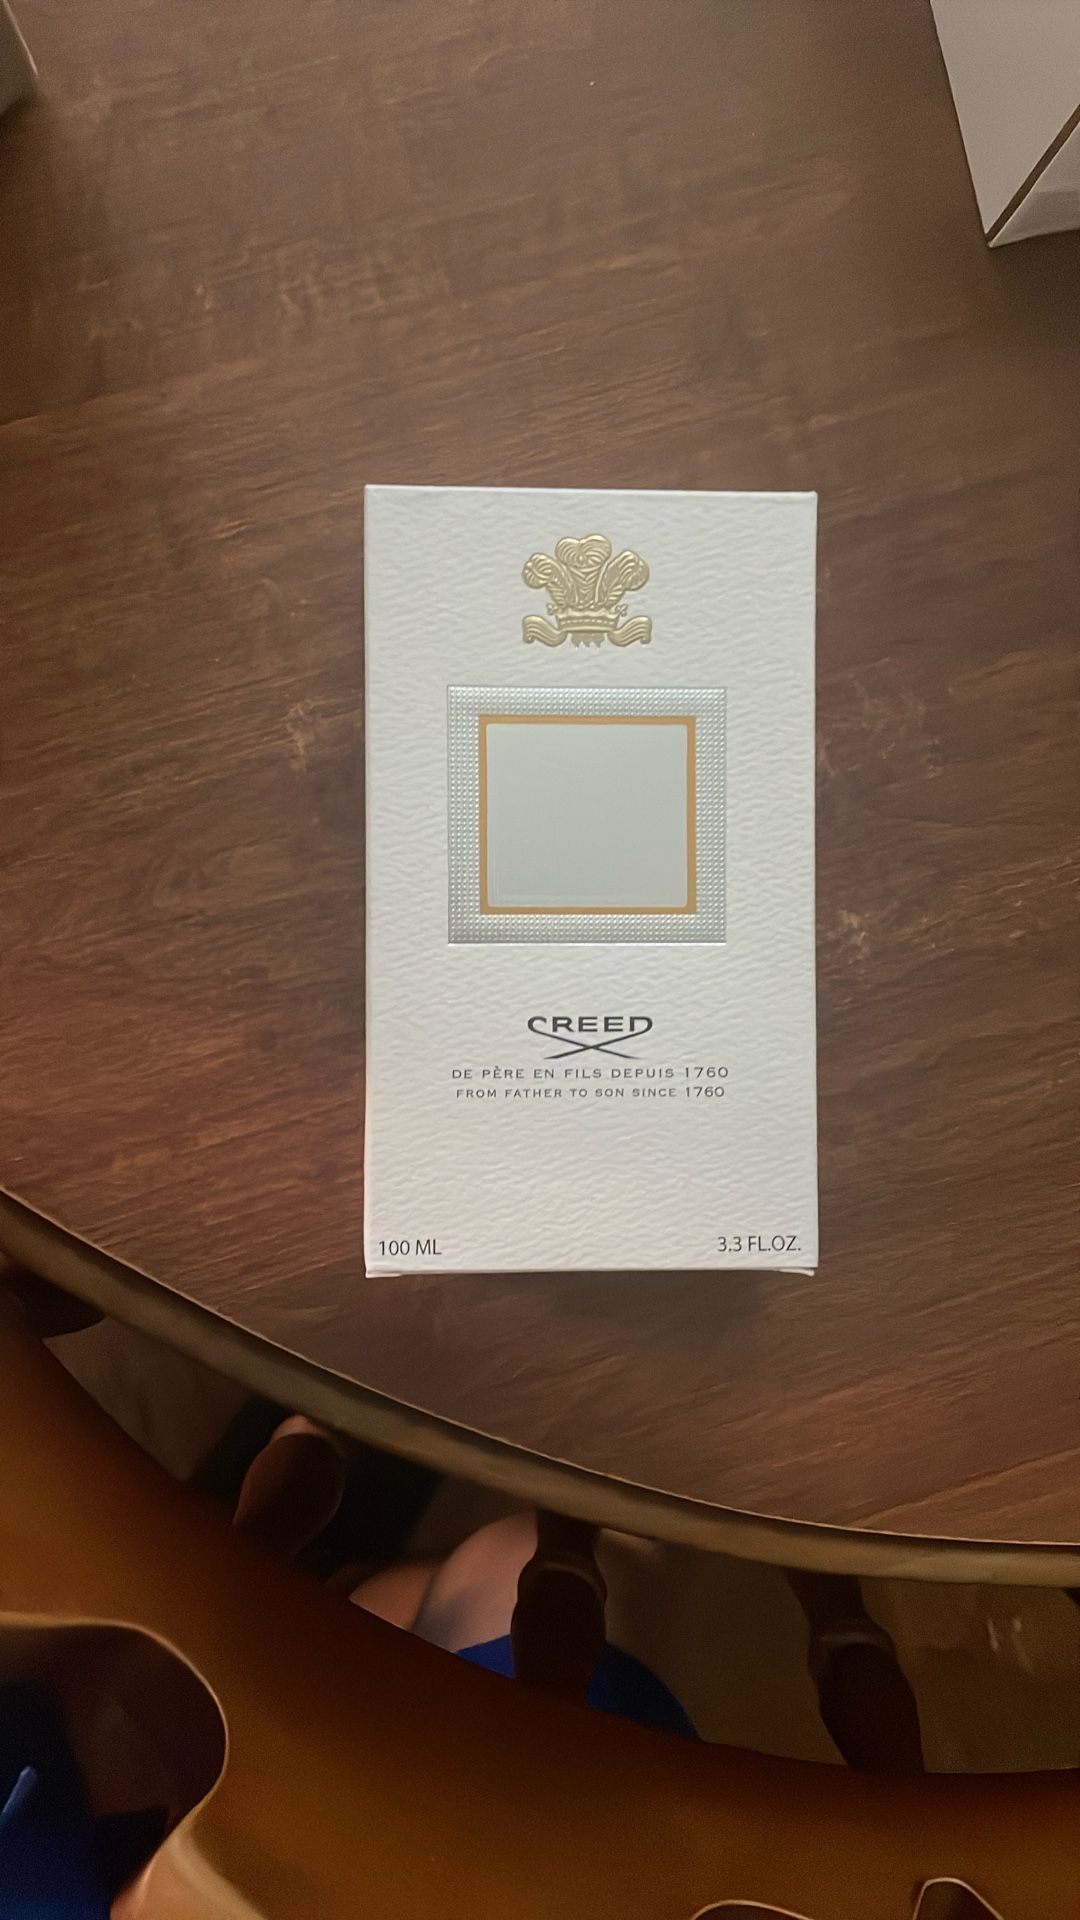 CREED
DE PÈRE EN FILS DEPUIS 1760
FROM FATHER TO SON SINCE 1760
100 ML
3.3 FL.OZ.